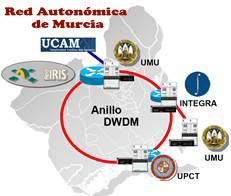 Red Autonómica
de Murcia
UCAM
UMU
IRIS
INTEGRA
Anillo
DWDM
UMU
UPCT